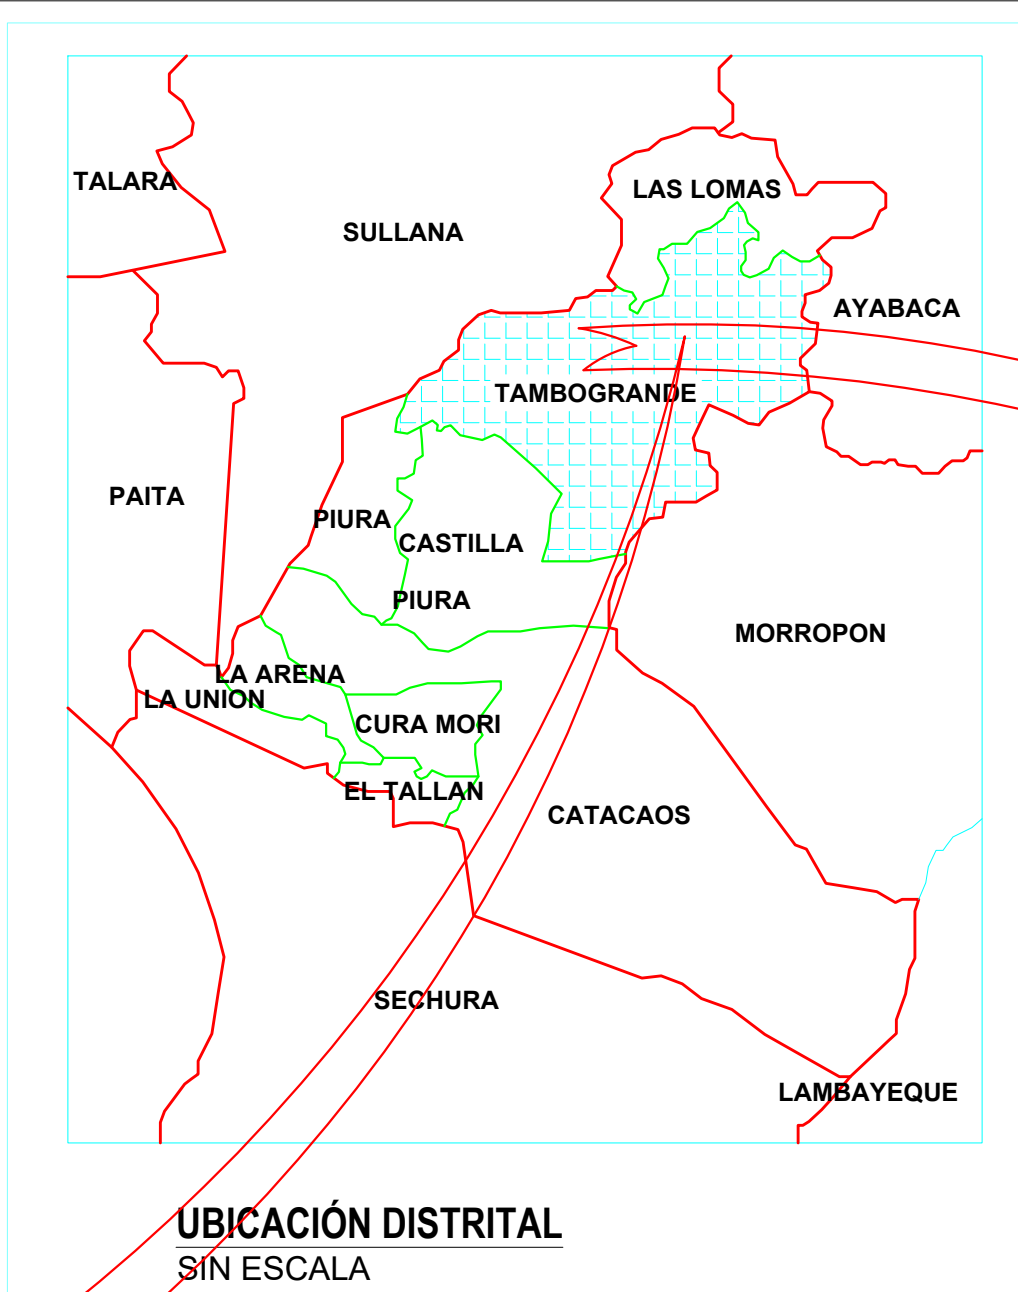 TALARA
LAS LOMAS
SULLANA
AYABACA
TAMBOGRANDE
PAITA
PIURA
CASTILLA
PIURA
MORROPON
LA ARENA
LA UNION
CURA MORI
EL TALLAN
CATACAOS
SECHURA
LAMBAYEQUE
UBICACIÓN DISTRITAL
SIN ESCALA